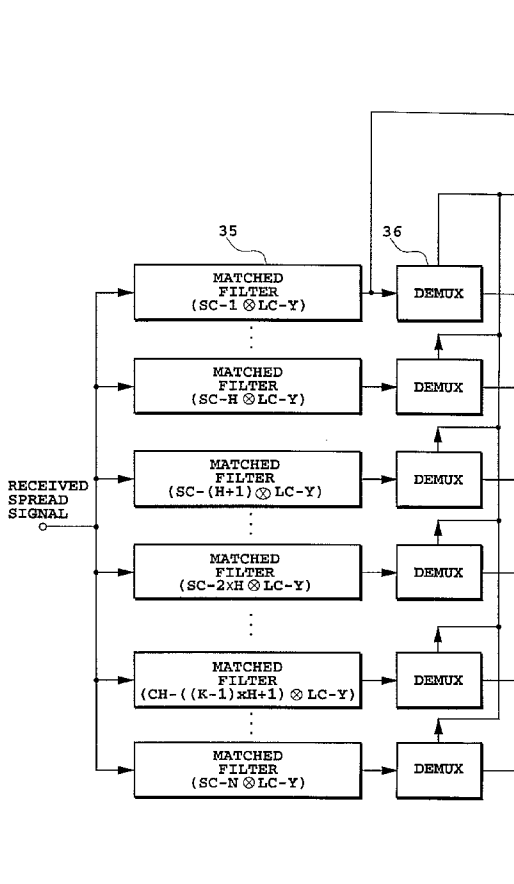 35
36
MATCHED
FILTER
(SC-1⊗LC-Y)
DEMUX
MATCHED
FILTER
(SC-H⊗LC-Y)
DEMUX
MATCHED
FILTER
(SC-(H+1)⊗LC-Y)
DEMUX
RECEIVED
SPREAD
SIGNAL
MATCHED
FILTER
(SC-2xH⊗LC-Y)
DEMUX
MATCHED
FILTER
(CH-((K-1)xH+1)⊗LC-Y)
DEMUX
MATCHED
FILTER
(SC-N⊗LC-Y)
DEMUX